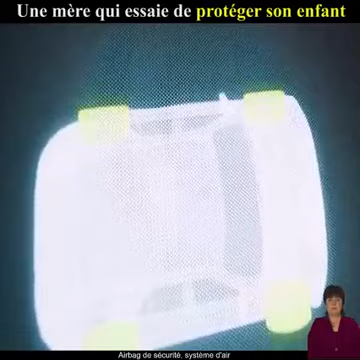 Une mère qui essaie de protéger son enfant
Airbag de sécurité, système d'air